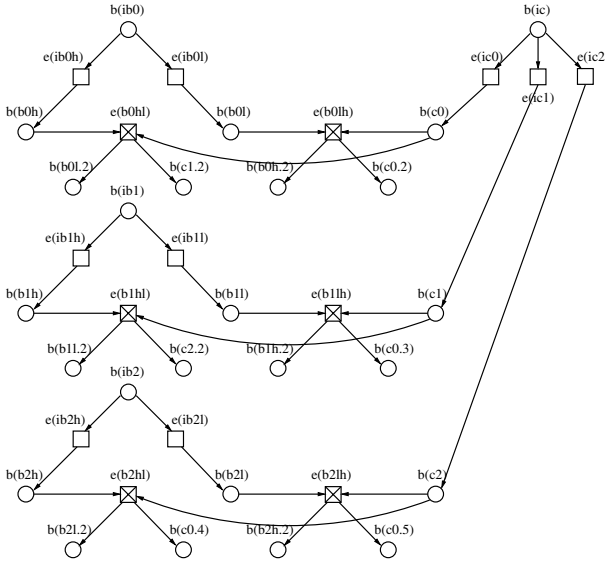 b(ib0)
b(ic)
e(ib0h)
e(ib0l)
e(ic0)
e(ic2
e(ic1)
b(b0h)
e(b0hl)
b(b0l)
e(b0lh)
b(c0)
b(b0l.2)
b(c1.2)
b(b0h.2)
b(c0.2)
b(ib1)
e(ib1h)
e(ib1l)
b(b1h)
e(b1hl)
b(b1l)
e(b1lh)
b(c1)
b(b1l.2)
b(c2.2)
b(b1h.2)
b(c0.3)
b(ib2)
e(ib2h)
e(ib2l)
b(b2h)
e(b2hl)
b(b2l)
e(b2lh)
b(c2)
b(b2l.2)
b(c0.4)
b(b2h.2)
b(c0.5)